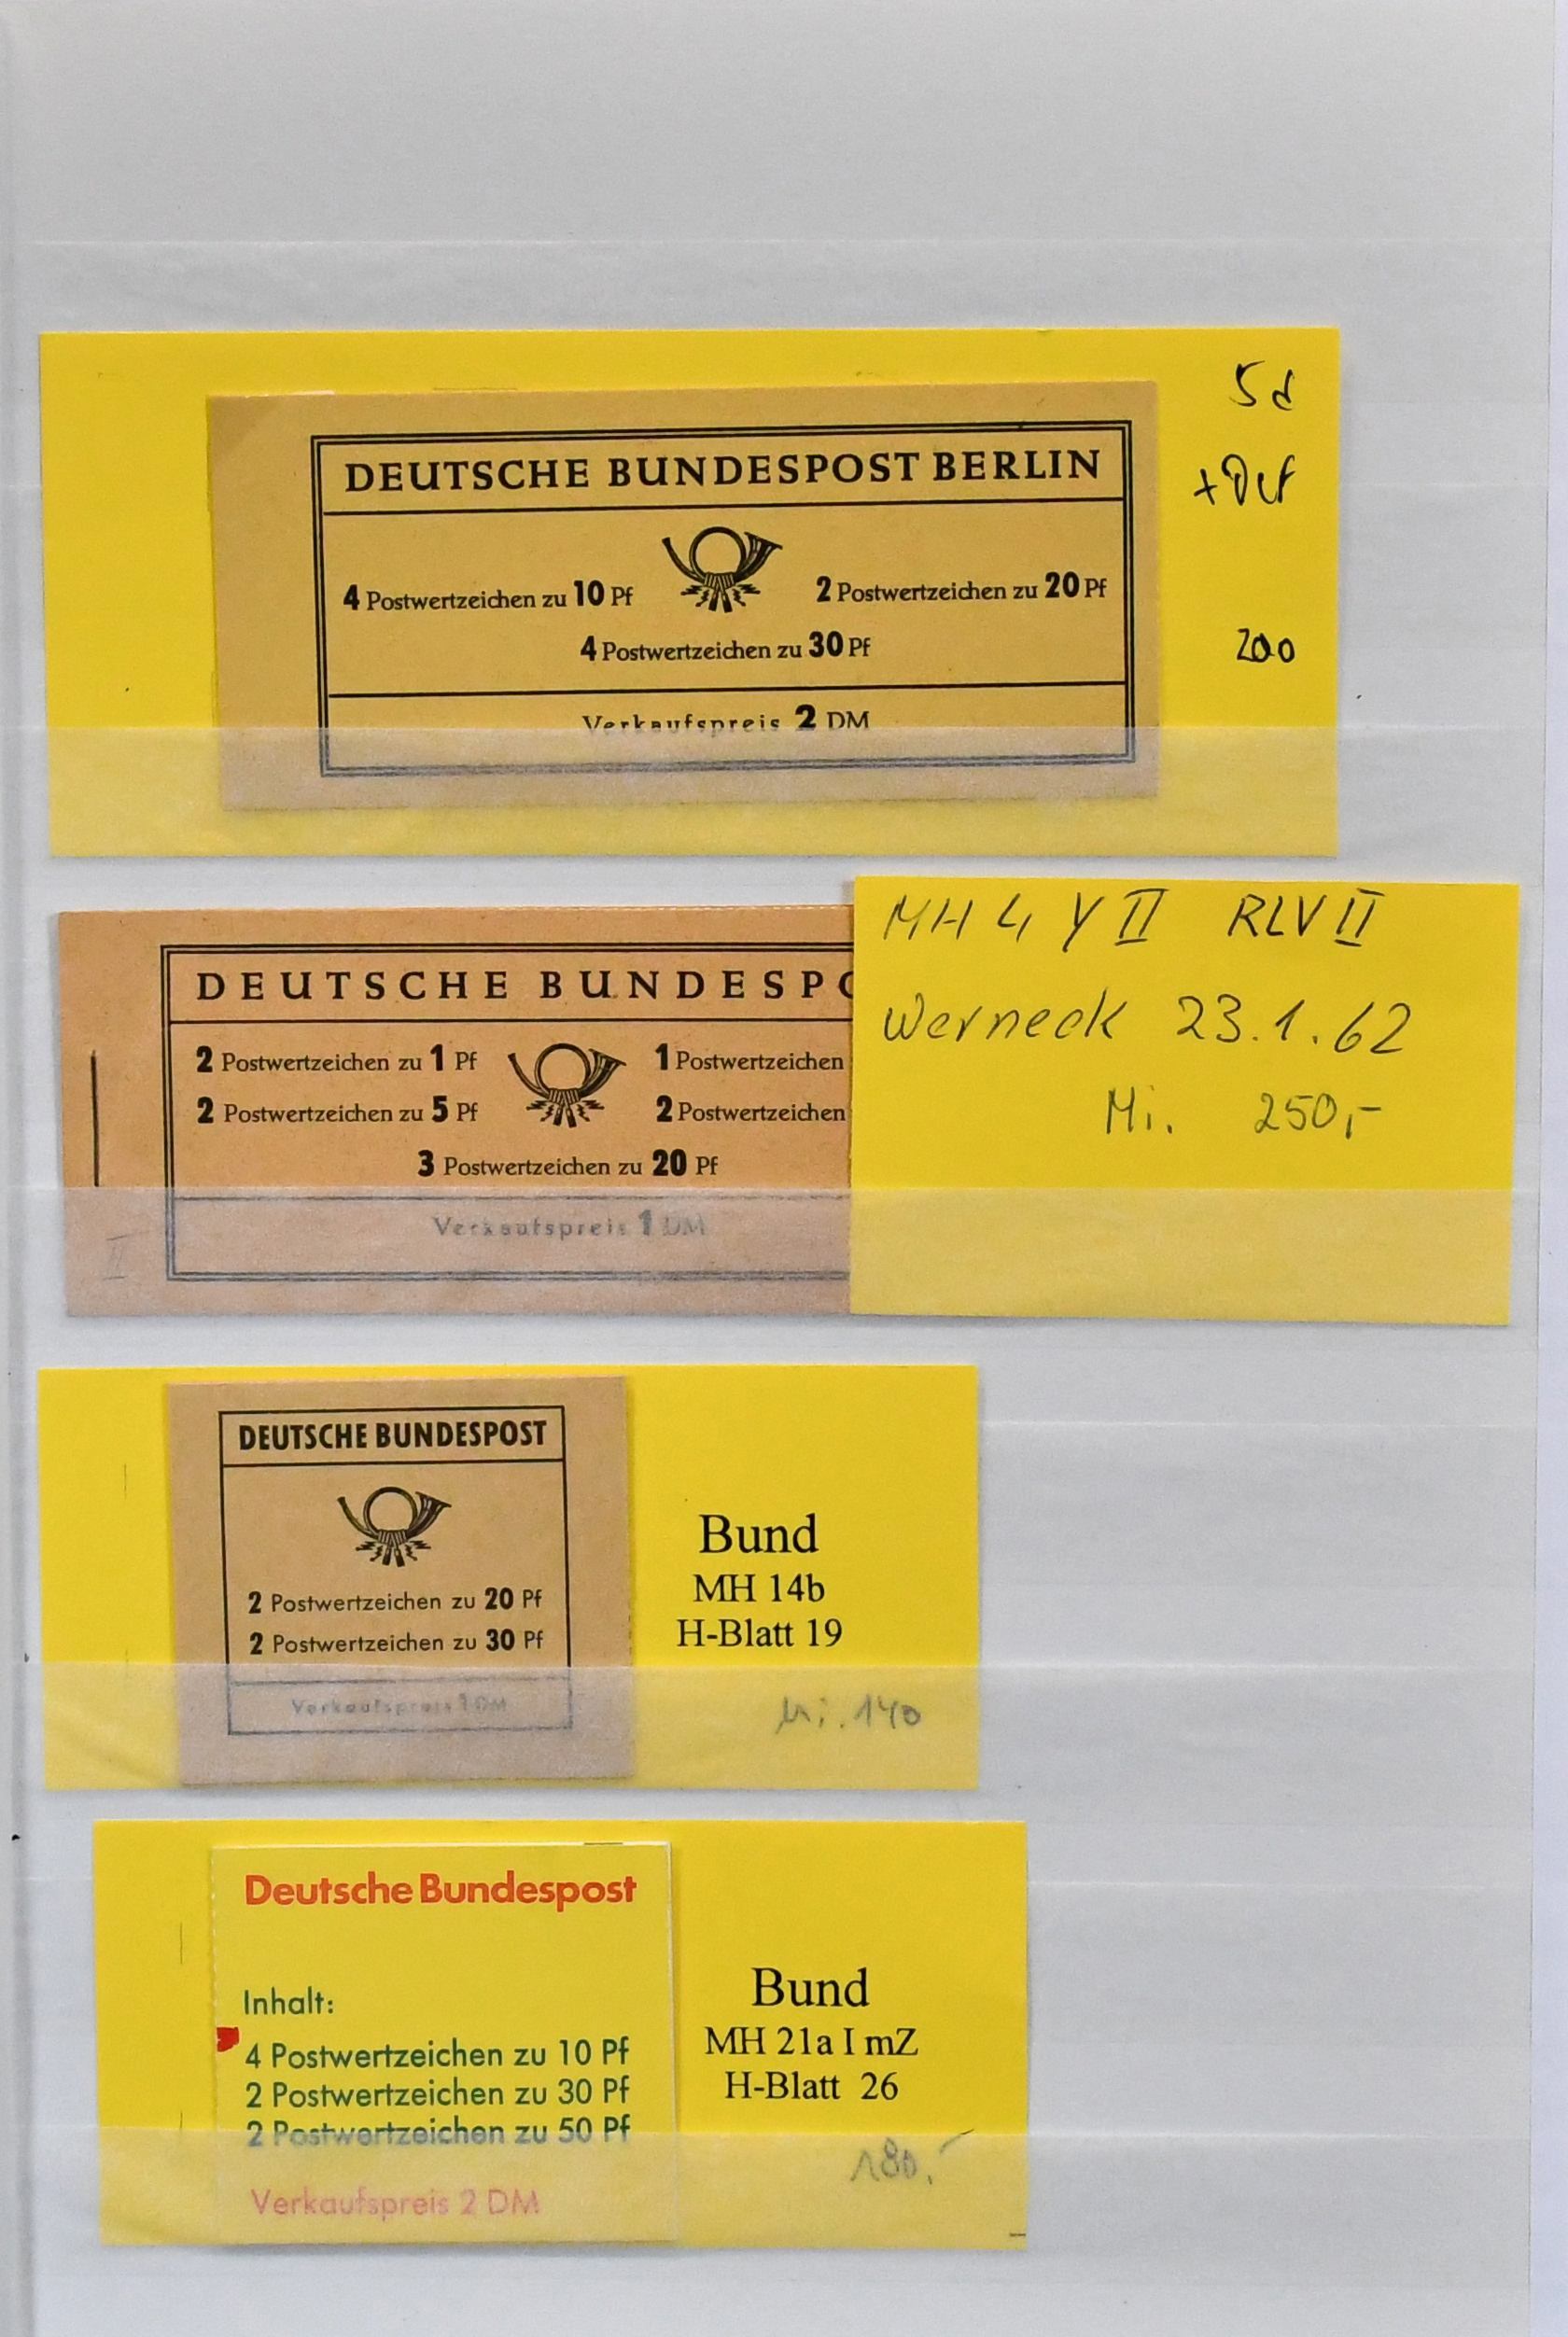 DEUTSCHE BUNDESPOST BERLIN
4 Postwertzeichen zu 10 Pf
2 Postwertzeichen zu 20 Pf
4 Postwertzeichen zu 30 Pf
Verkaufspreis 2 DM
5d
200
DEUTSCHE BUNDESPO
2 Postwertzeichen zu 1 Pf
1 Postwertzeichen
2 Postwertzeichen zu 5 Pf
2 Postwertzeichen
3 Postwertzeichen zu 20 Pf
Verkaufspreis 1 DM
II
MH 4 Y II RLV II
Werneck 23.1.62
Mi. 250,-
DEUTSCHE BUNDESPOST
2 Postwertzeichen zu 20 Pf
2 Postwertzeichen zu 30 Pf
Verkaufspreis 1 DM
Bund
MH 14b
H-Blatt 19
Mi. 140
Deutsche Bundespost
Inhalt:
4 Postwertzeichen zu 10 Pf
2 Postwertzeichen zu 30 Pf
2 Postwertzeichen zu 50 Pf
Verkaufspreis 2 DM
Bund
MH 21a I mZ
H-Blatt 26
180,-